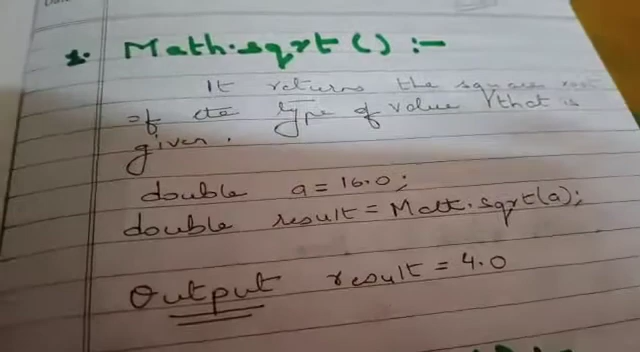 1. Math.sqrt() :-
It returns the square root
of the type of value that is
given.
double a = 16.0;
double result = Math.sqrt(a);
Output result = 4.0